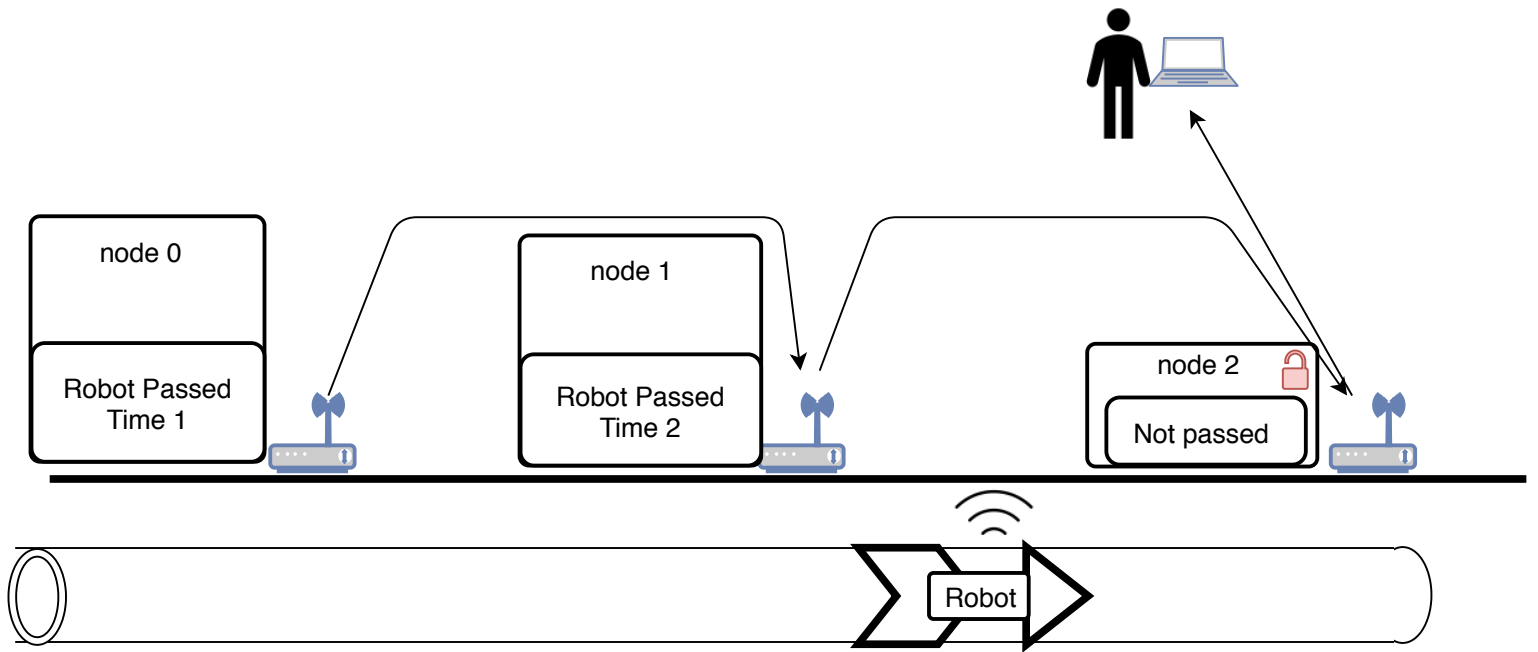 node 0
Robot Passed
Time 1
node 1
Robot Passed
Time 2
node 2
Not passed
Robot